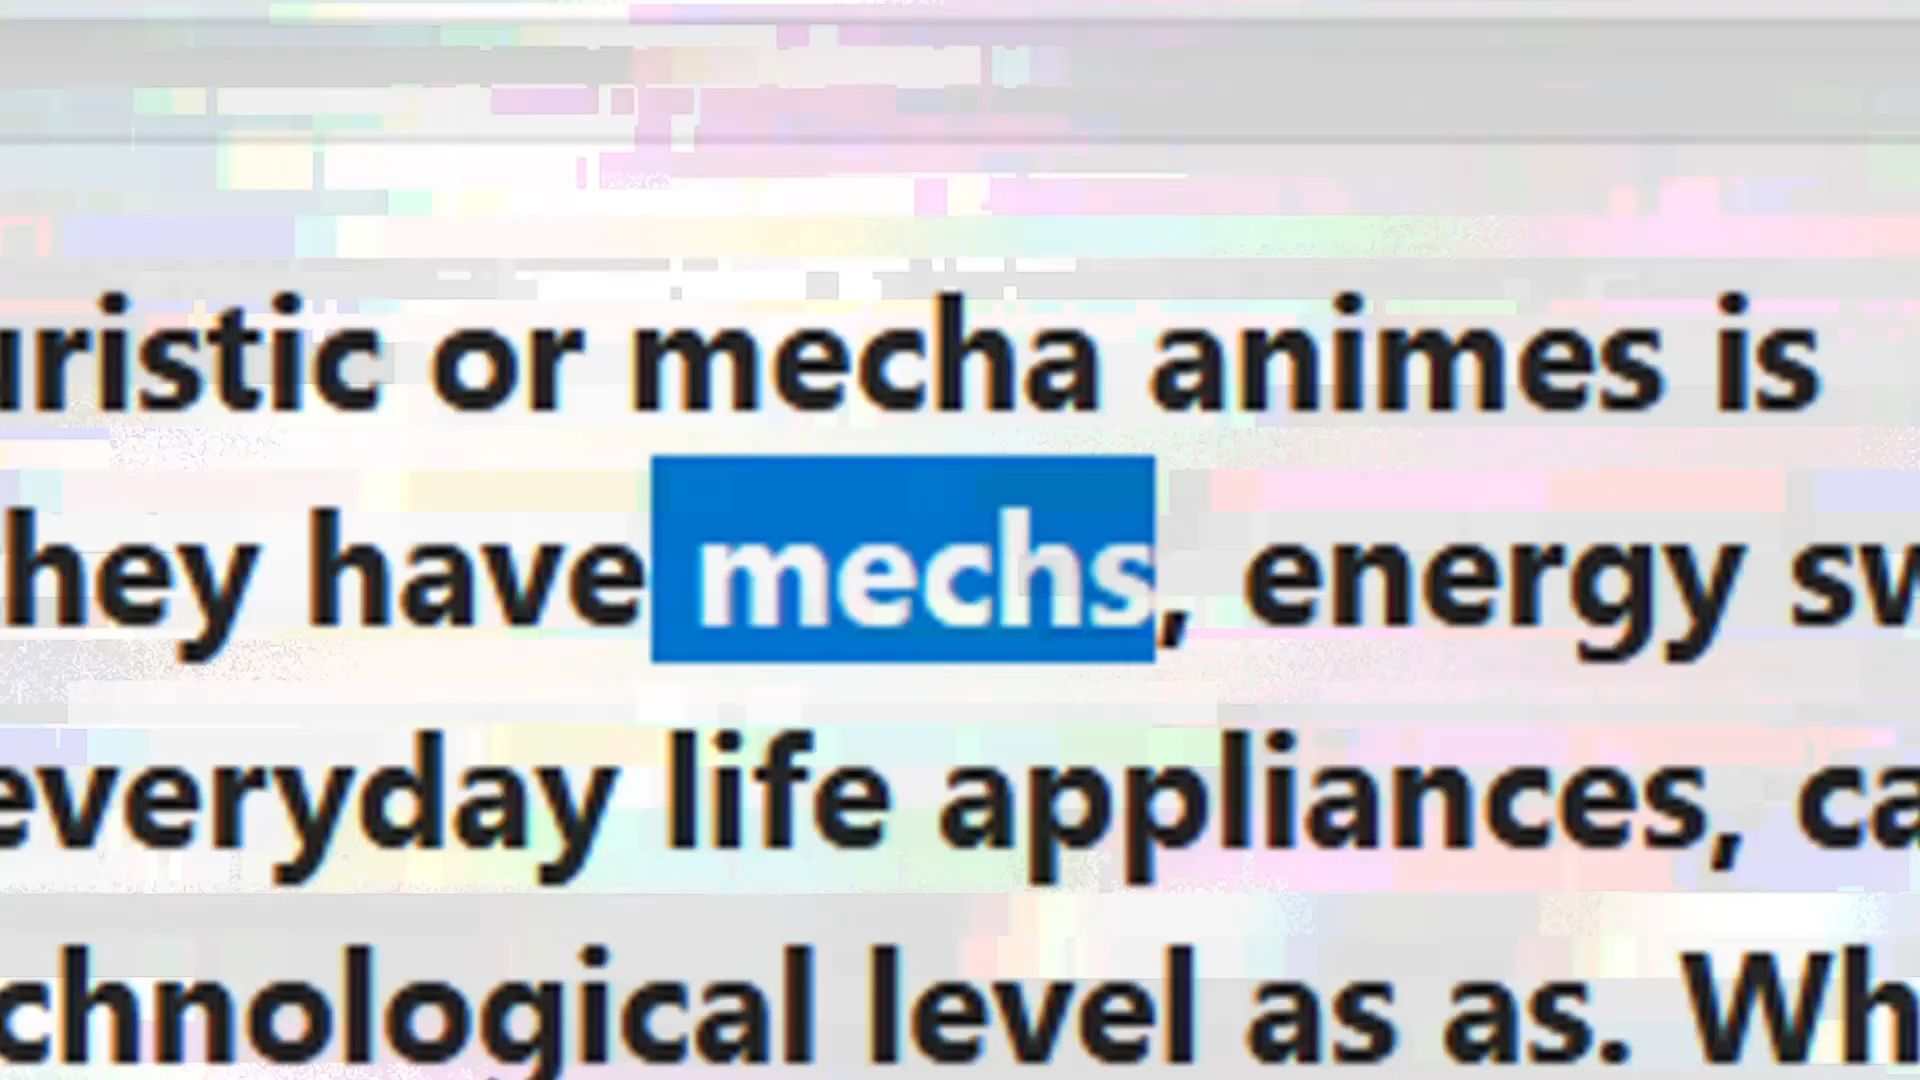 uristic or mecha animes is
hey have mechs, energy sw
everyday life appliances, ca
chnological level as as. Wh